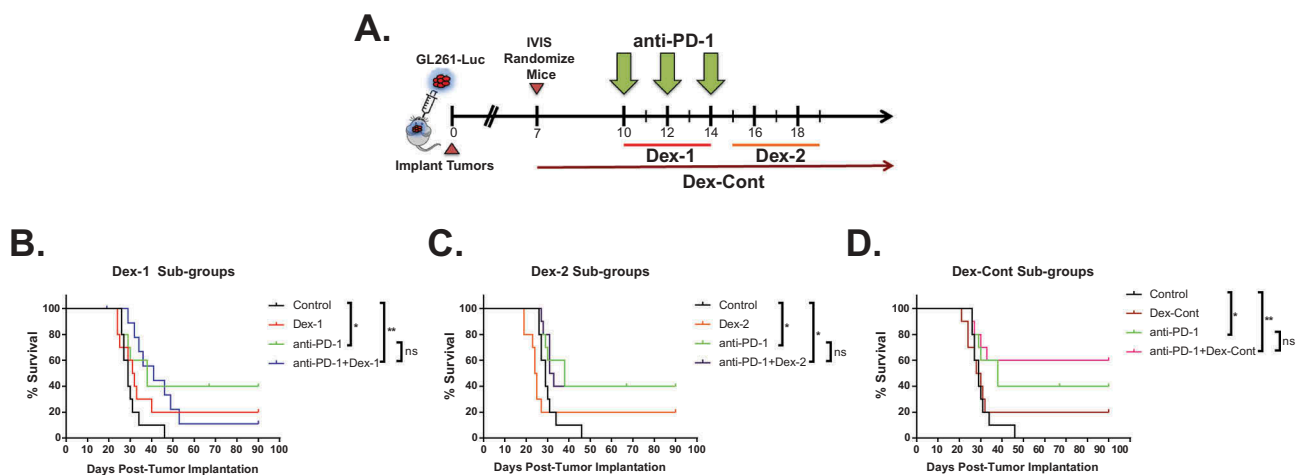 A.
GL261-Luc
IVIS
Randomize
Mice
anti-PD-1
0
7
10
12
14
16
18
Implant Tumors
Dex-1
Dex-2
Dex-Cont
B.
Dex-1 Sub-groups
% Survival
100
80
60
40
20
0
0 10 20 30 40 50 60 70 80 90 100
Days Post-Tumor Implantation
Control
Dex-1
anti-PD-1
anti-PD-1+Dex-1
*
**
ns
C.
Dex-2 Sub-groups
% Survival
100
80
60
40
20
0
0 10 20 30 40 50 60 70 80 90 100
Days Post-Tumor Implantation
Control
Dex-2
anti-PD-1
anti-PD-1+Dex-2
*
*
ns
D.
Dex-Cont Sub-groups
% Survival
100
80
60
40
20
0
0 10 20 30 40 50 60 70 80 90 100
Days Post-Tumor Implantation
Control
Dex-Cont
anti-PD-1
anti-PD-1+Dex-Cont
*
**
ns